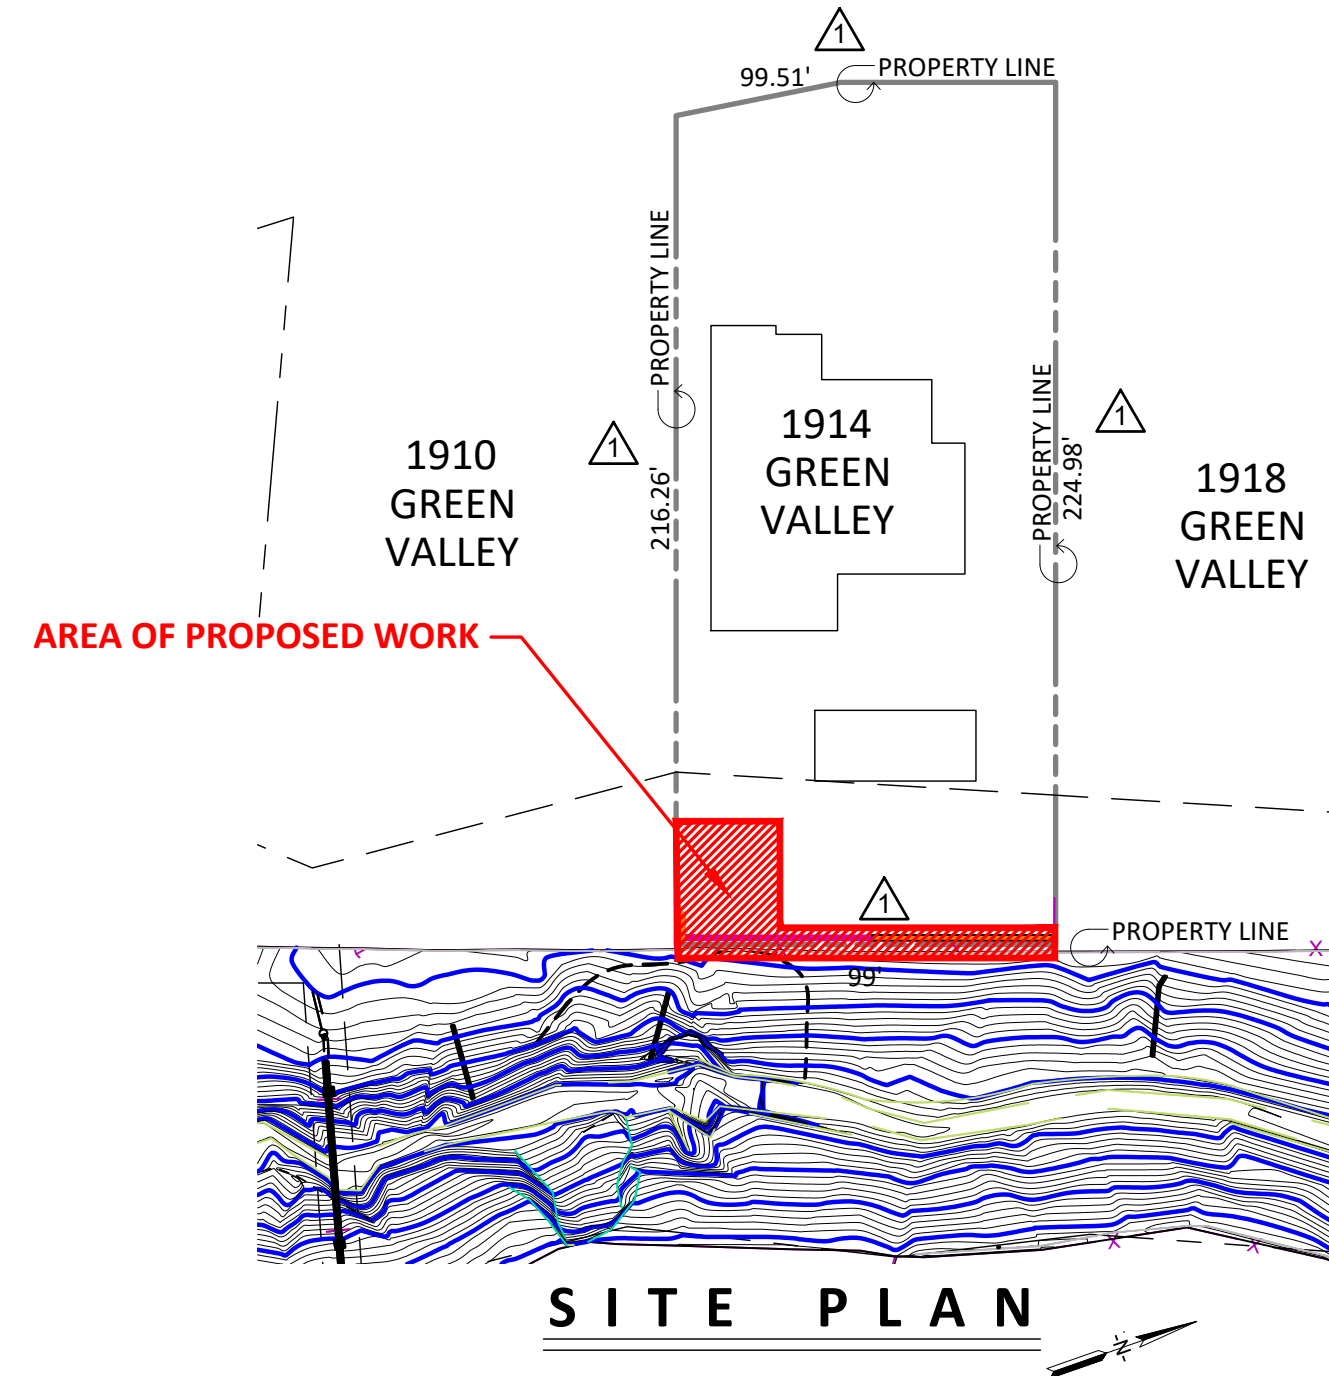 1
99.51'
PROPERTY LINE
PROPERTY LINE
1
216.26'
1910
GREEN
VALLEY
1914
GREEN
VALLEY
PROPERTY LINE
224.98'
1
1918
GREEN
VALLEY
AREA OF PROPOSED WORK
1
PROPERTY LINE
99'
X
X
X
SITE PLAN
N